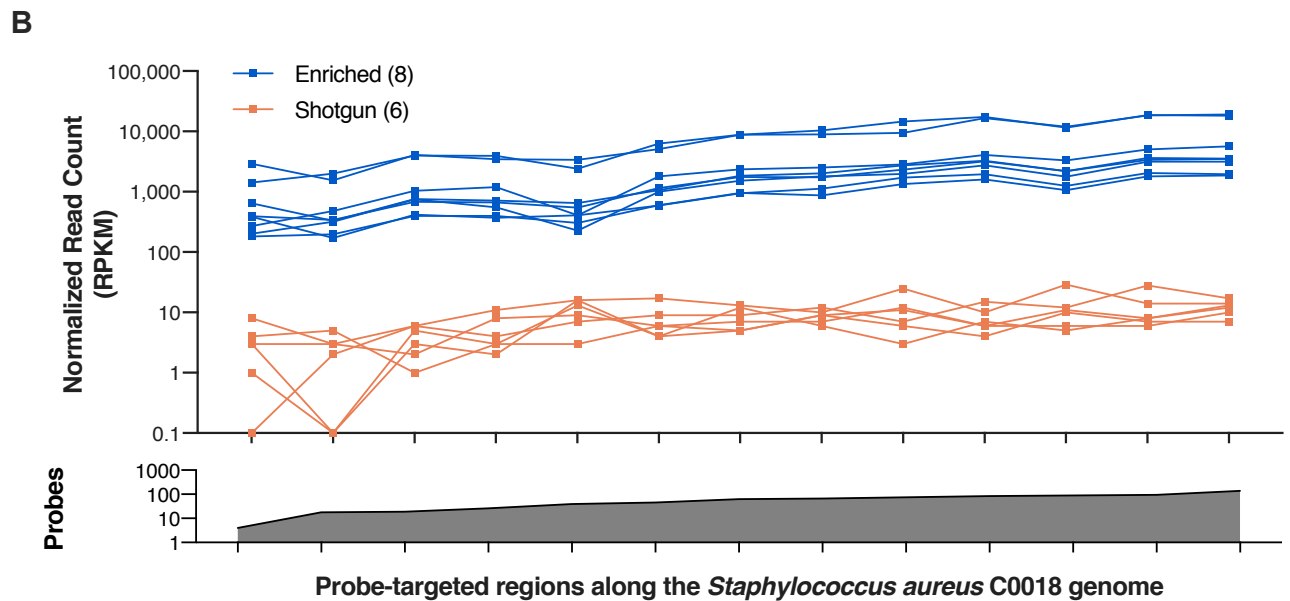 B
Normalized Read Count
(RPKM)
100,000
10,000
1,000
100
10
1
0.1
Enriched (8)
Shotgun (6)
Probes
1000
100
10
1
Probe-targeted regions along the Staphylococcus aureus C0018 genome